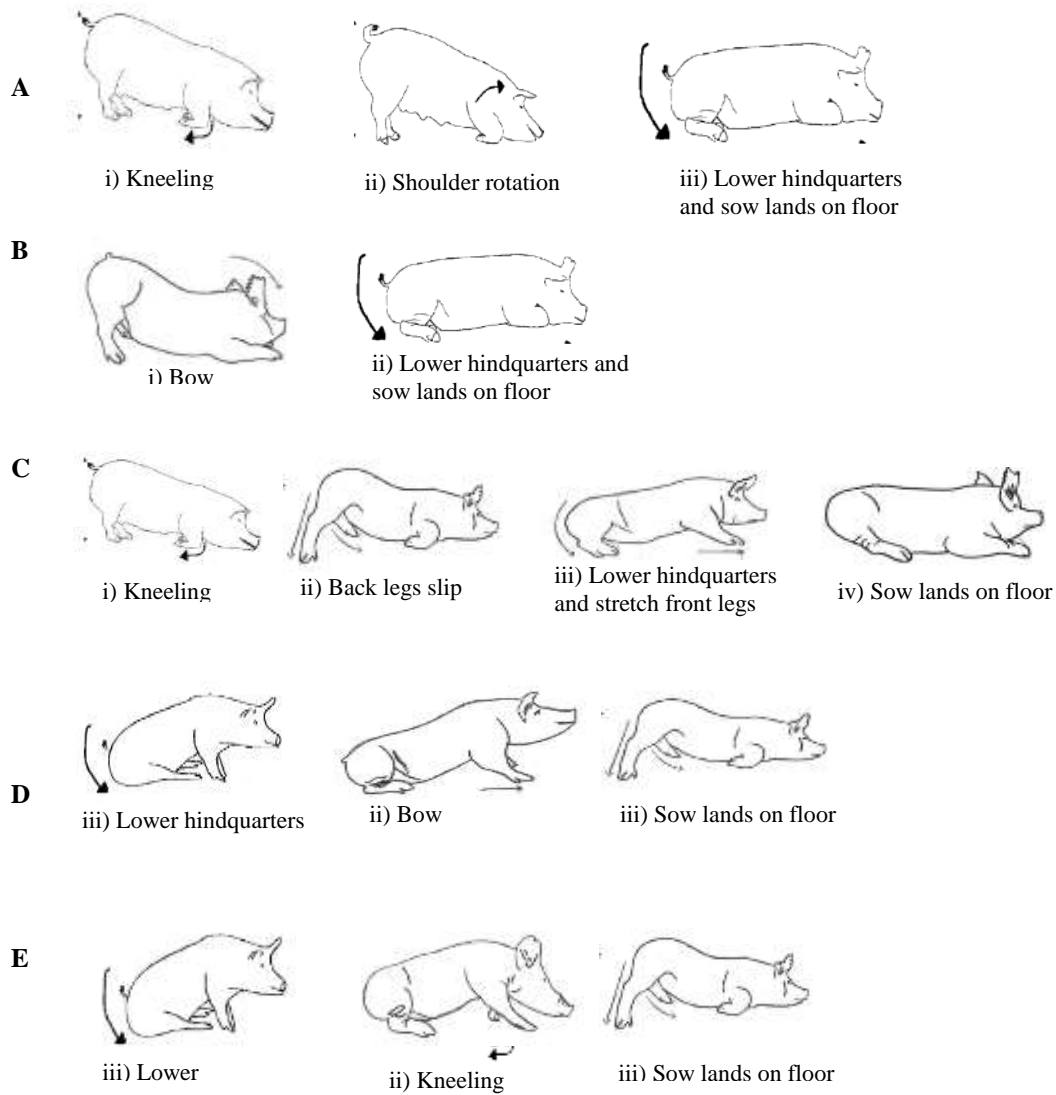 A
i) Kneeling
ii) Shoulder rotation
iii) Lower hindquarters
and sow lands on floor
B
i) Bow
ii) Lower hindquarters and
sow lands on floor
C
i) Kneeling
ii) Back legs slip
iii) Lower hindquarters
and stretch front legs
iv) Sow lands on floor
D
iii) Lower hindquarters
ii) Bow
iii) Sow lands on floor
E
iii) Lower
ii) Kneeling
iii) Sow lands on floor